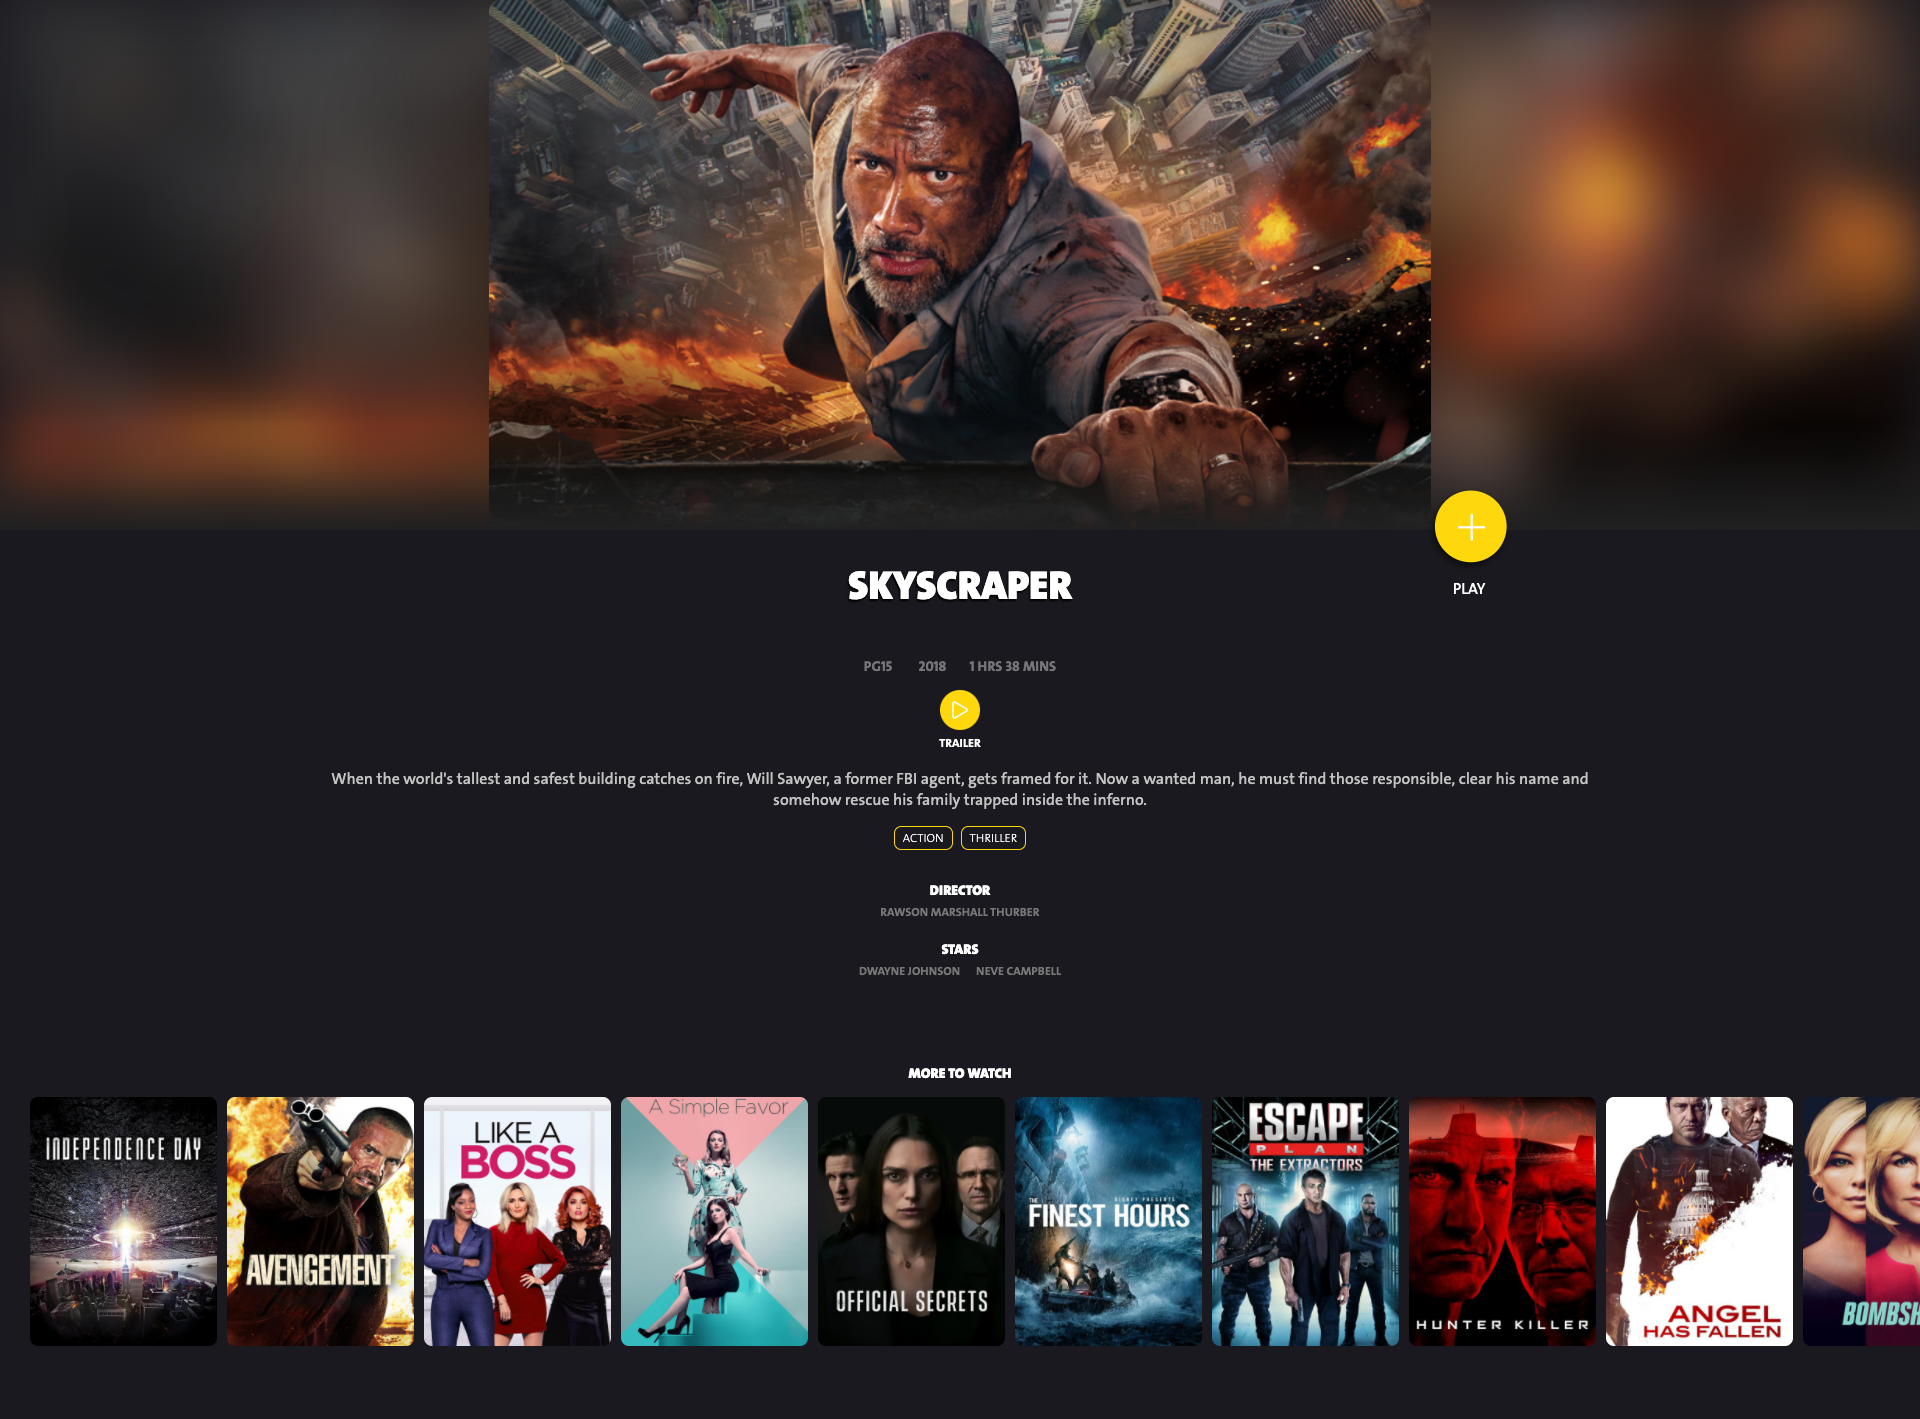 SKYSCRAPER
PLAY
PG15 2018 1 HRS 38 MINS
TRAILER
When the world's tallest and safest building catches on fire, Will Sawyer, a former FBI agent, gets framed for it. Now a wanted man, he must find those responsible, clear his name and
somehow rescue his family trapped inside the inferno.
ACTION THRILLER
DIRECTOR
RAWSON MARSHALL THURBER
STARS
DWAYNE JOHNSON NEVE CAMPBELL
MORE TO WATCH
INDEPENDENCE DAY
AVENGEMENT
LIKE A
BOSS
A Simple Favor
OFFICIAL SECRETS
DISNEY PRESENTS
THE
FINEST HOURS
ESCAPE
PLAN
THE EXTRACTORS
HUNTER KILLER
ANGEL
HAS FALLEN
BOMBSH